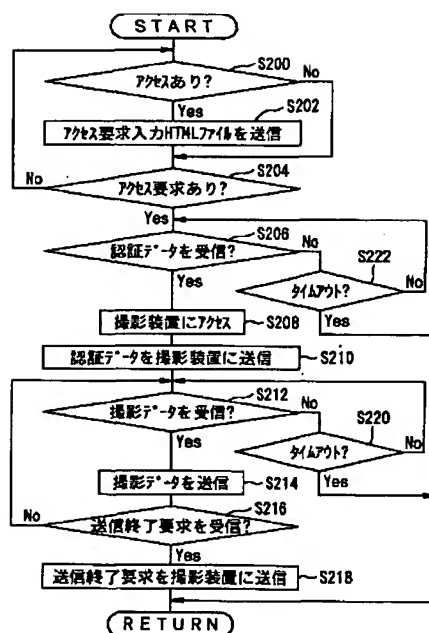 START
S200
アクセスあり?
No
Yes
S202
アクセス要求入力HTMLファイルを送信
S204
アクセス要求あり?
No
Yes
S206
認証データを受信?
No
S222
Yes
タイムアウト?
No
Yes
撮影装置にアクセス
S208
認証データを撮影装置に送信
S210
S212
撮影データを受信?
No
S220
Yes
タイムアウト?
No
Yes
撮影データを送信
S214
S216
No
送信終了要求を受信?
Yes
送信終了要求を撮影装置に送信
S218
RETURN